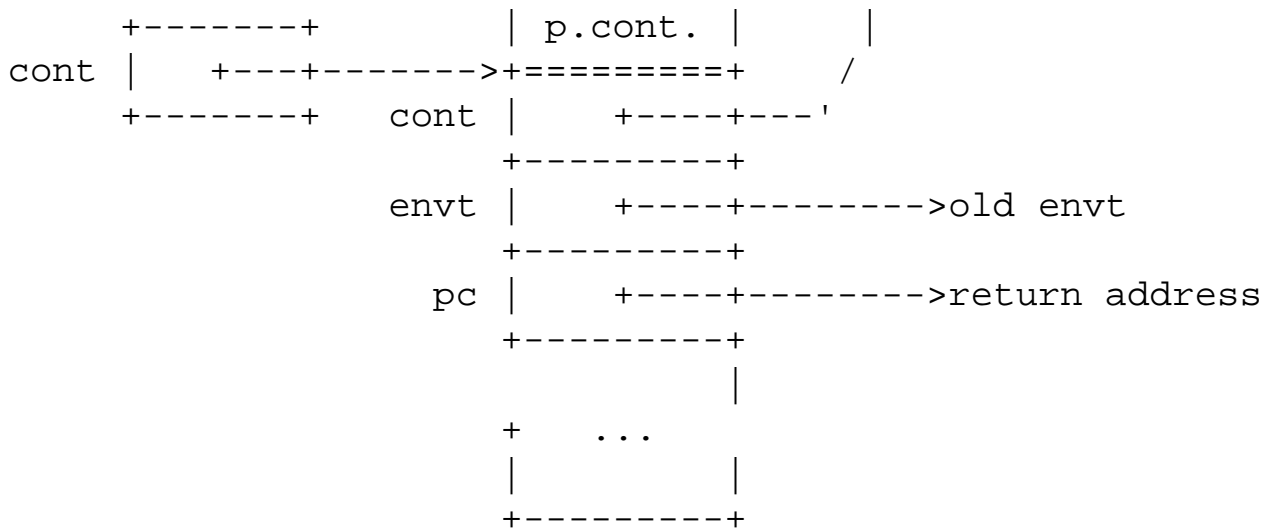 +-------+         | p.cont. |      |
cont |   +---+-------->+=========+     /
     +-------+    cont |    +----+---'
                       +---------+
                  envt |    +----+-------->old envt
                       +---------+
                    pc |    +----+-------->return address
                       +---------+
                                 |
                       +   ...
                       |         |
                       +---------+